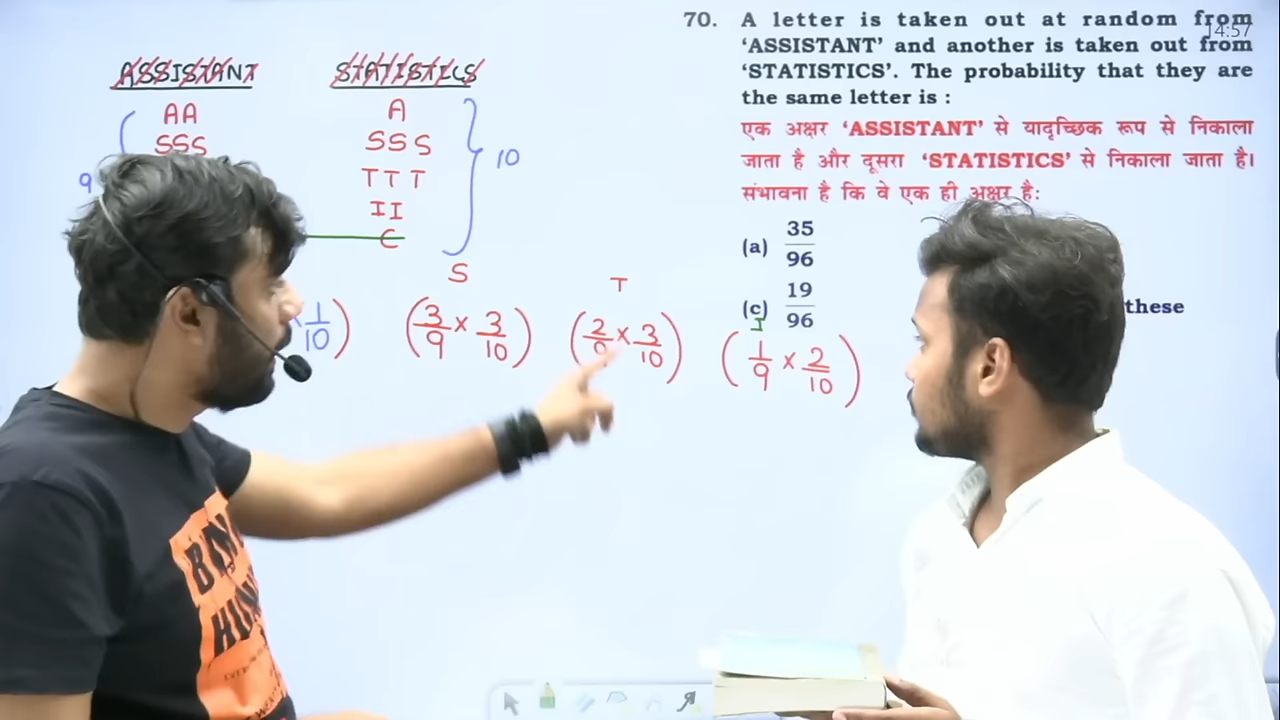 70. A letter is taken out at random from
14:57
'ASSISTANT' and another is taken out from
'STATISTICS'. The probability that they are
the same letter is :
एक अक्षर 'ASSISTANT' से यादृच्छिक रूप से निकाला
जाता है और दूसरा 'STATISTICS' से निकाला जाता है।
संभावना है कि वे एक ही अक्षर है:
(a) 35/96
(c) 19/96
these
ASSISTANT STATISTICS
AA A
SSS SSS
TTT
II
C
9 10
S T I
1/10) (3/9 × 3/10) (2/9 × 3/10) (1/9 × 2/10)